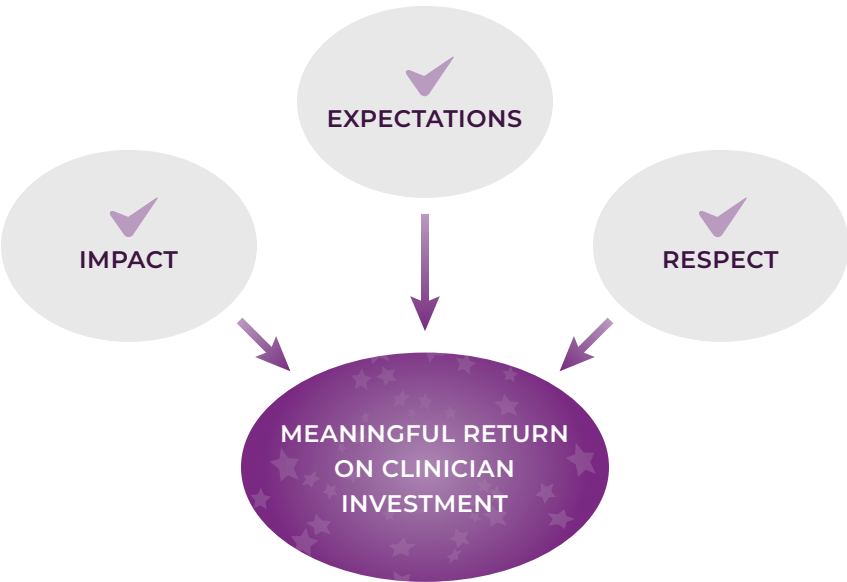 EXPECTATIONS
IMPACT
RESPECT
MEANINGFUL RETURN
ON CLINICIAN
INVESTMENT